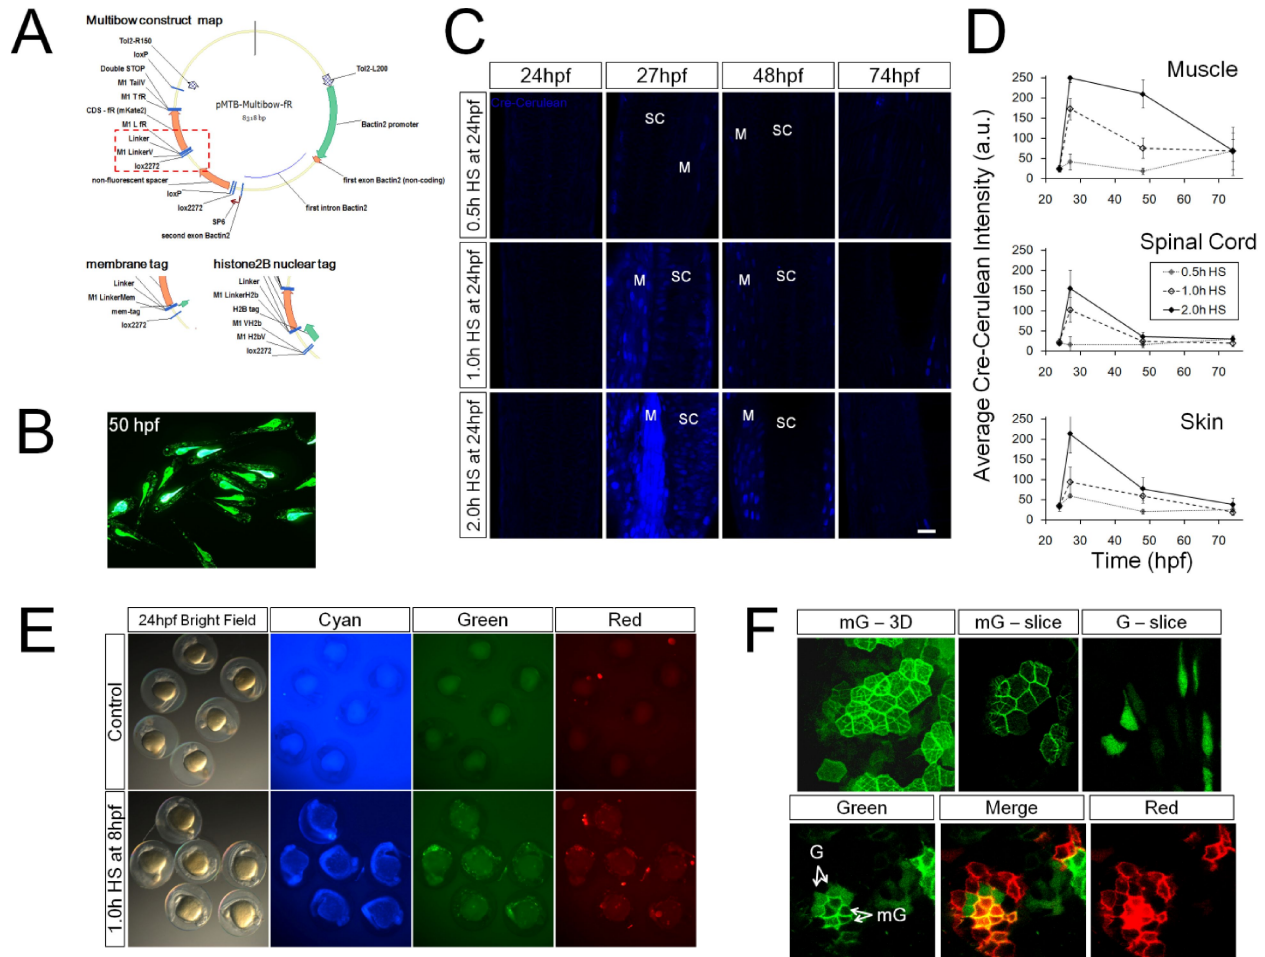 A
Multibow construct map
Tol2-R150
loxP
Double STOP
M1 TailV
M1 TfR
CDS - fR (mKate2)
M1 L fR
Linker
M1 LinkerV
lox2272
non-fluorescent spacer
loxP
lox2272
SP6
second exon Bactin2
pMTB-Multibow-fR
8318 bp
Tol2-L200
Bactin2 promoter
first exon Bactin2 (non-coding)
first intron Bactin2
membrane tag
Linker
M1 LinkerMem
mem-tag
lox2272
histone2B nuclear tag
Linker
M1 LinkerH2b
H2B tag
M1 VH2b
M1 H2bV
lox2272
B
50 hpf
C
24hpf
27hpf
48hpf
74hpf
0.5h HS at 24hpf
1.0h HS at 24hpf
2.0h HS at 24hpf
Cre-Cerulean
SC
M
M
SC
M
SC
M
SC
M
SC
M
SC
D
Average Cre-Cerulean Intensity (a.u.)
Muscle
250
200
150
100
50
0
20 30 40 50 60 70
Spinal Cord
250
200
150
100
50
0
0.5h HS
1.0h HS
2.0h HS
20 30 40 50 60 70
Skin
250
200
150
100
50
0
20 30 40 50 60 70
Time (hpf)
E
24hpf Bright Field
Cyan
Green
Red
Control
1.0h HS at 8hpf
F
mG – 3D
mG – slice
G – slice
Green
Merge
Red
G
mG